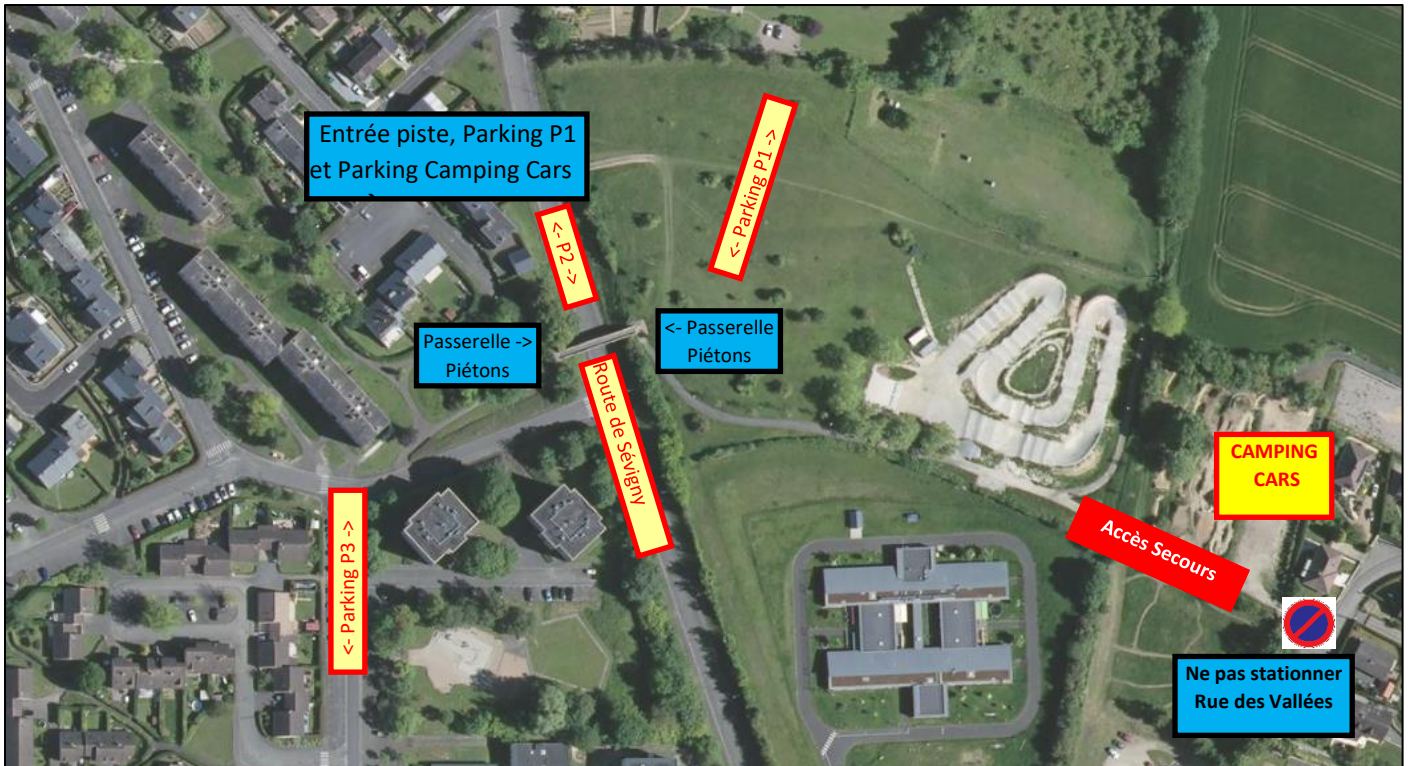 Entrée piste, Parking P1
et Parking Camping Cars
<- Parking P1 ->
<- P2 ->
Passerelle ->
Piétons
<- Passerelle
Piétons
Route de Sévigny
CAMPING
CARS
<- Parking P3 ->
Accès Secours
Ne pas stationner
Rue des Vallées